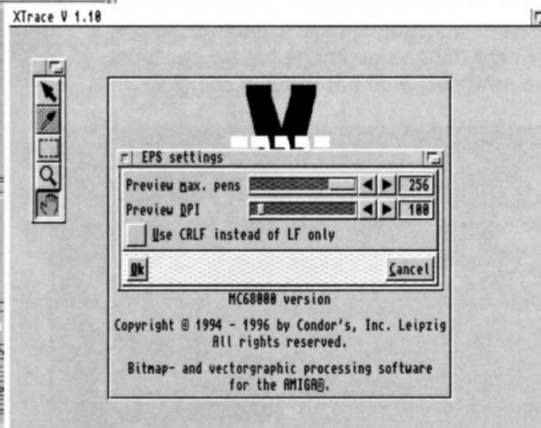 XTrace V 1.10
EPS settings
Preview max. pens 256
Preview DPI 100
Use CRLF instead of LF only
Ok Cancel
MC68000 version
Copyright © 1994 - 1996 by Condor's, Inc. Leipzig
All rights reserved.
Bitmap- and vectorgraphic processing software
for the AMIGA®.